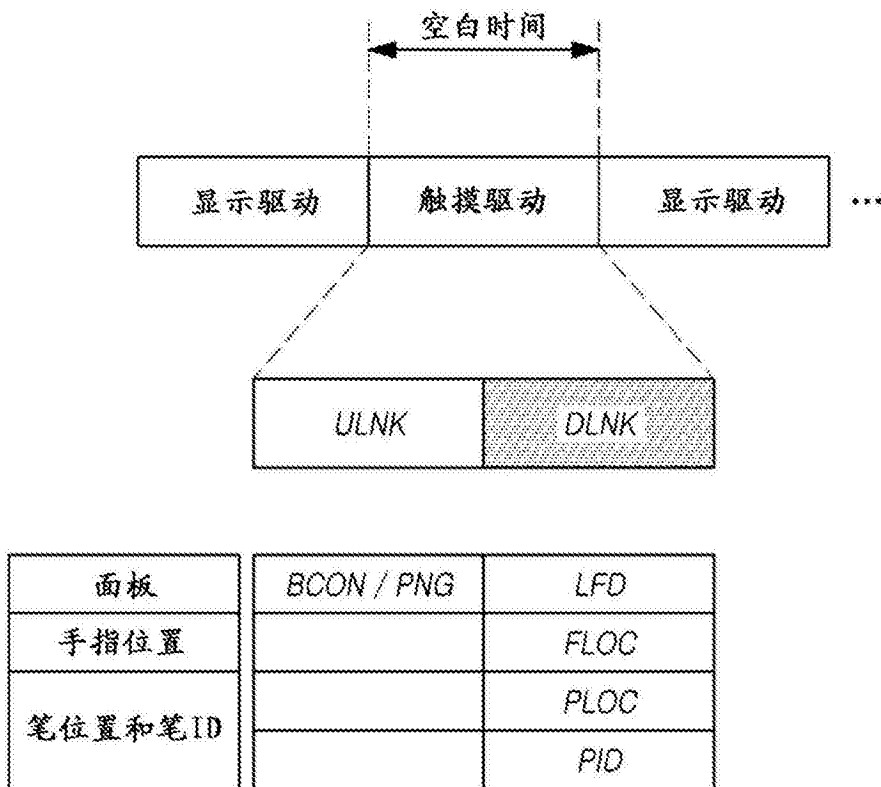 空白时间
显示驱动 触摸驱动 显示驱动 ...
ULNK DLNK
面板 BCON / PNG LFD
手指位置 FLOC
笔位置和笔ID PLOC
PID